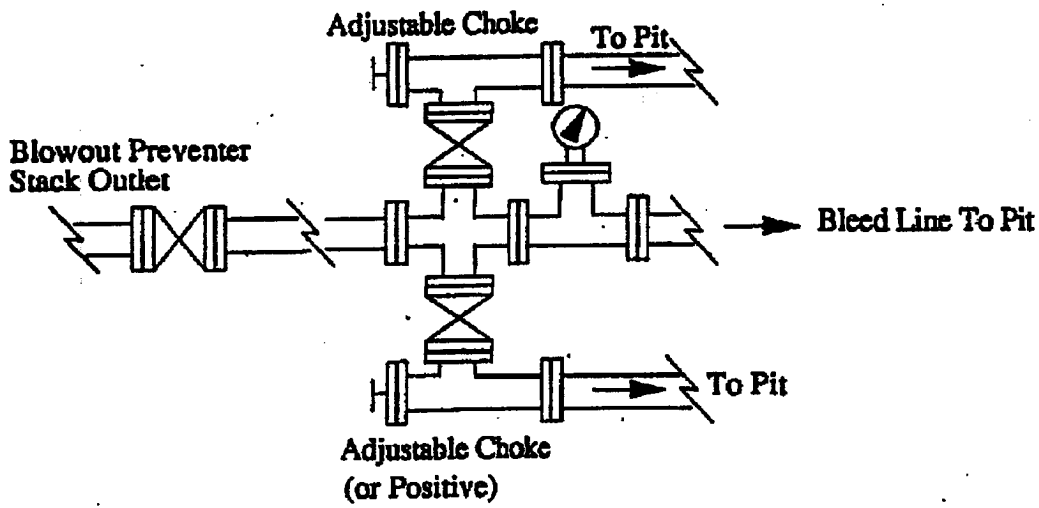 Adjustable Choke
To Pit
Blowout Preventer
Stack Outlet
Bleed Line To Pit
To Pit
Adjustable Choke
(or Positive)